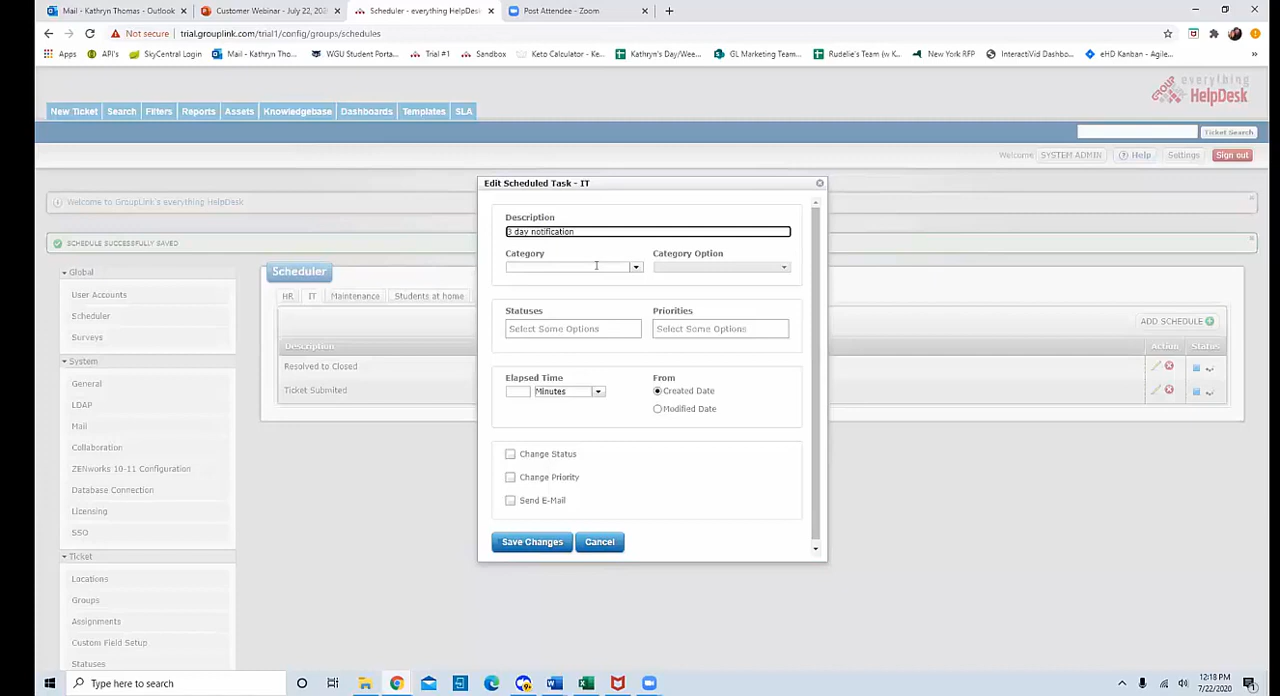 Mail - Kathryn Thomas - Outlook
Customer Webinar - July 22, 202
Scheduler - everything HelpDesk
Post Attendee - Zoom
Not secure
trial.grouplink.com/trial1/config/groups/schedules
Apps
API's
SkyCentral Login
Mail - Kathryn Tho...
WGU Student Porta...
Trial #1
Sandbox
Keto Calculator - Ke...
Kathryn's Day/Wee...
GL Marketing Team...
Rudelie's Team (w K...
New York RFP
InteractVid Dashbo...
eHD Kanban - Agile...
»
GROUP everything
HelpDesk
New Ticket
Search
Filters
Reports
Assets
Knowledgebase
Dashboards
Templates
SLA
Ticket Search
Welcome
SYSTEM ADMIN
Help
Settings
Sign out
Welcome to GroupLink's everything HelpDesk
SCHEDULE SUCCESSFULLY SAVED
Global
User Accounts
Scheduler
Surveys
System
General
LDAP
Mail
Collaboration
ZENworks 10-11 Configuration
Database Connection
Licensing
SSO
Ticket
Locations
Groups
Assignments
Custom Field Setup
Statuses
Scheduler
HR
IT
Maintenance
Students at home
ADD SCHEDULE
Description
Action
Status
Resolved to Closed
Ticket Submited
Edit Scheduled Task - IT
Description
3 day notification
Category
Category Option
Statuses
Priorities
Select Some Options
Select Some Options
Elapsed Time
From
Minutes
Created Date
Modified Date
Change Status
Change Priority
Send E-Mail
Save Changes
Cancel
Type here to search
12:18 PM
7/22/2020